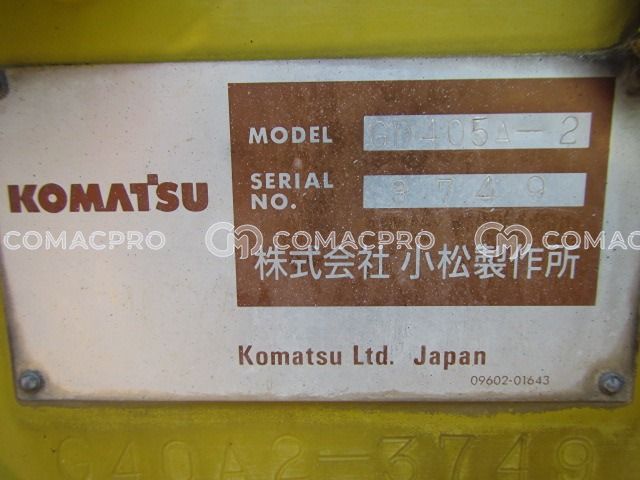 KOMATSU
MODEL GD405A-2
SERIAL NO. 3749
COMACPRO COMACPRO COMACPRO
株式会社 小松製作所
Komatsu Ltd. Japan
09602-01643
G40A2-3749